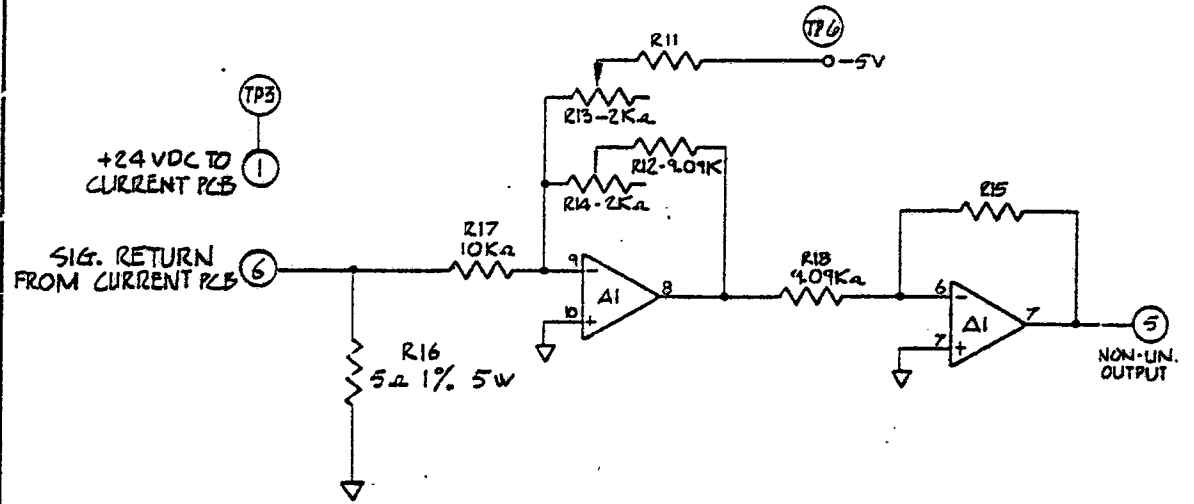 TP6
R11
-5V
TP3
R13-2KΩ
+24 VDC TO
CURRENT PCB
1
R12-9.09K
R14-2KΩ
R15
R17
10KΩ
SIG. RETURN
FROM CURRENT PCB
6
9
-
A1
8
10
+
R18
9.09KΩ
6
-
A1
7
7
+
5
NON-LIN.
OUTPUT
R16
5Ω 1% 5W